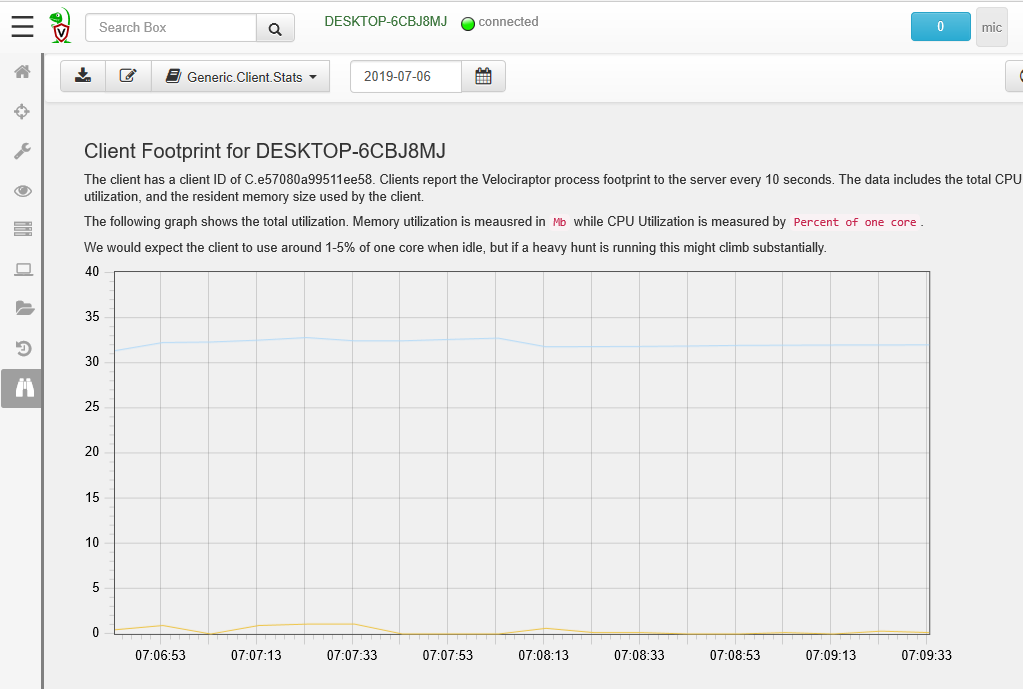 Search Box
DESKTOP-6CBJ8MJ connected
0
mic
V
Generic.Client.Stats
2019-07-06
Client Footprint for DESKTOP-6CBJ8MJ
The client has a client ID of C.e57080a99511ee58. Clients report the Velociraptor process footprint to the server every 10 seconds. The data includes the total CPU
utilization, and the resident memory size used by the client.
The following graph shows the total utilization. Memory utilization is meausred in Mb while CPU Utilization is measured by Percent of one core .
We would expect the client to use around 1-5% of one core when idle, but if a heavy hunt is running this might climb substantially.
40
35
30
25
20
15
10
5
0
07:06:53 07:07:13 07:07:33 07:07:53 07:08:13 07:08:33 07:08:53 07:09:13 07:09:33